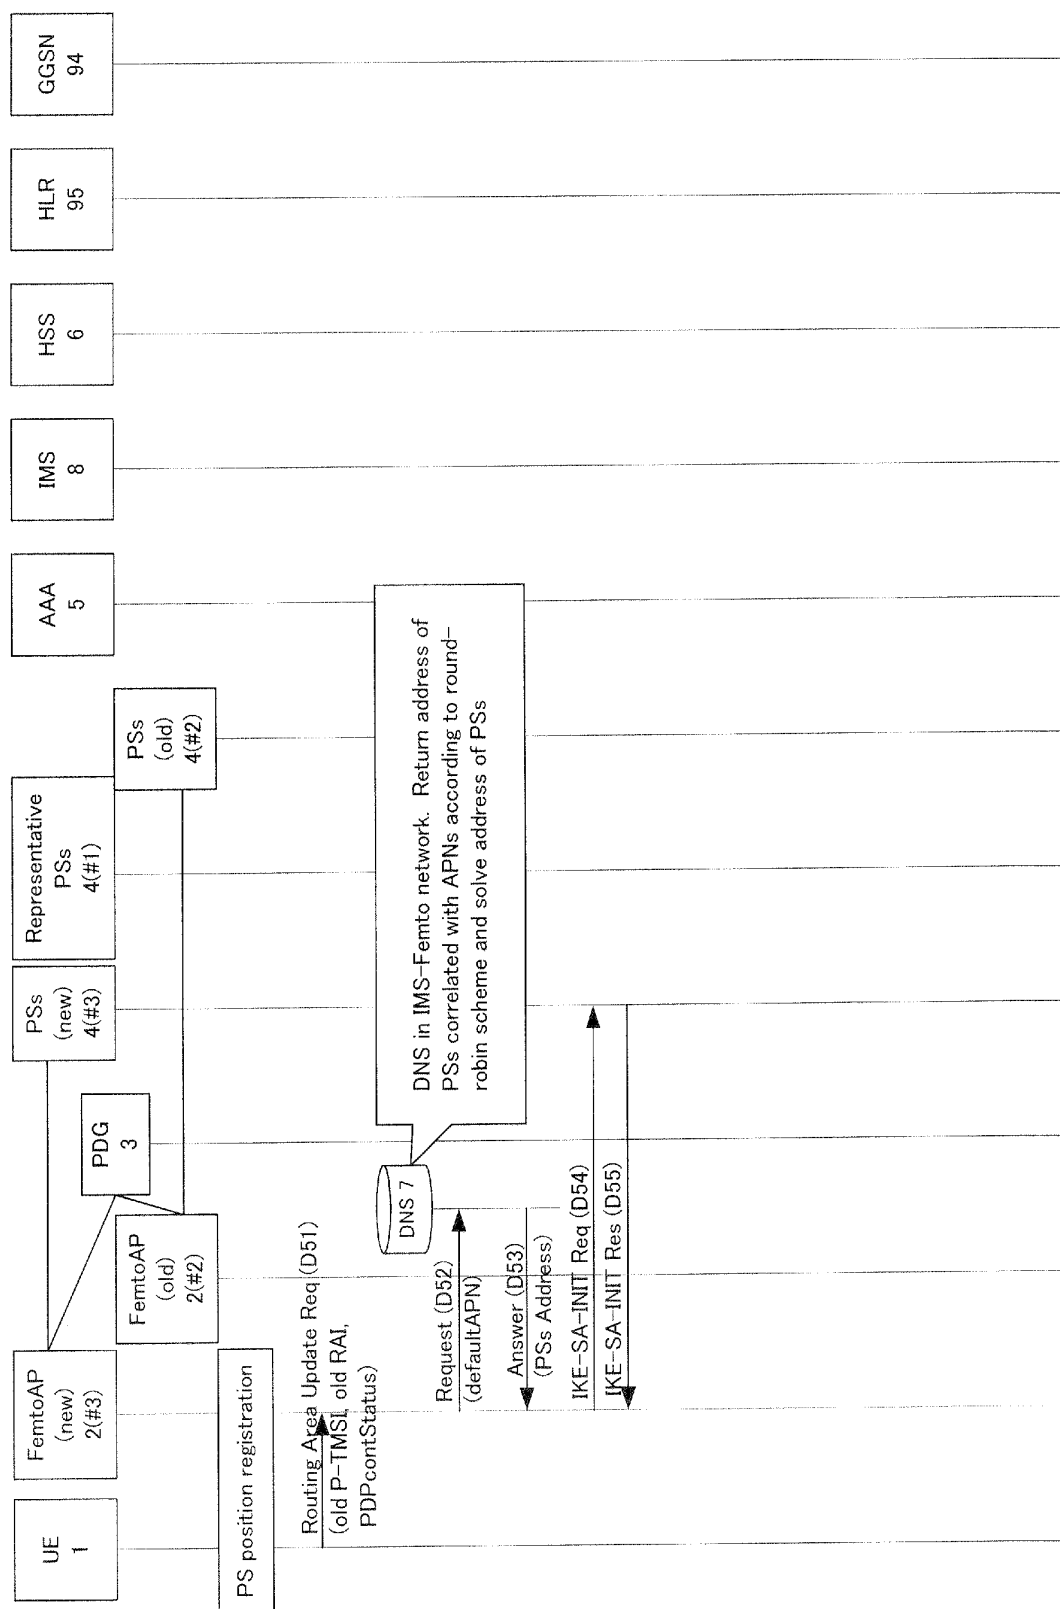 UE
1
FemtoAP
(new)
2(#3)
FemtoAP
(old)
2(#2)
PDG
3
PSs
(new)
4(#3)
Representative
PSs
4(#1)
PSs
(old)
4(#2)
AAA
5
IMS
8
HSS
6
HLR
95
GGSN
94
PS position registration
Routing Area Update Req (D51)
(old P-TMSI, old RAI,
PDPcontStatus)
DNS 7
DNS in IMS-Femto network. Return address of
PSs correlated with APNs according to round-
robin scheme and solve address of PSs
Request (D52)
(defaultAPN)
Answer (D53)
(PSs Address)
IKE-SA-INIT Req (D54)
IKE-SA-INIT Res (D55)